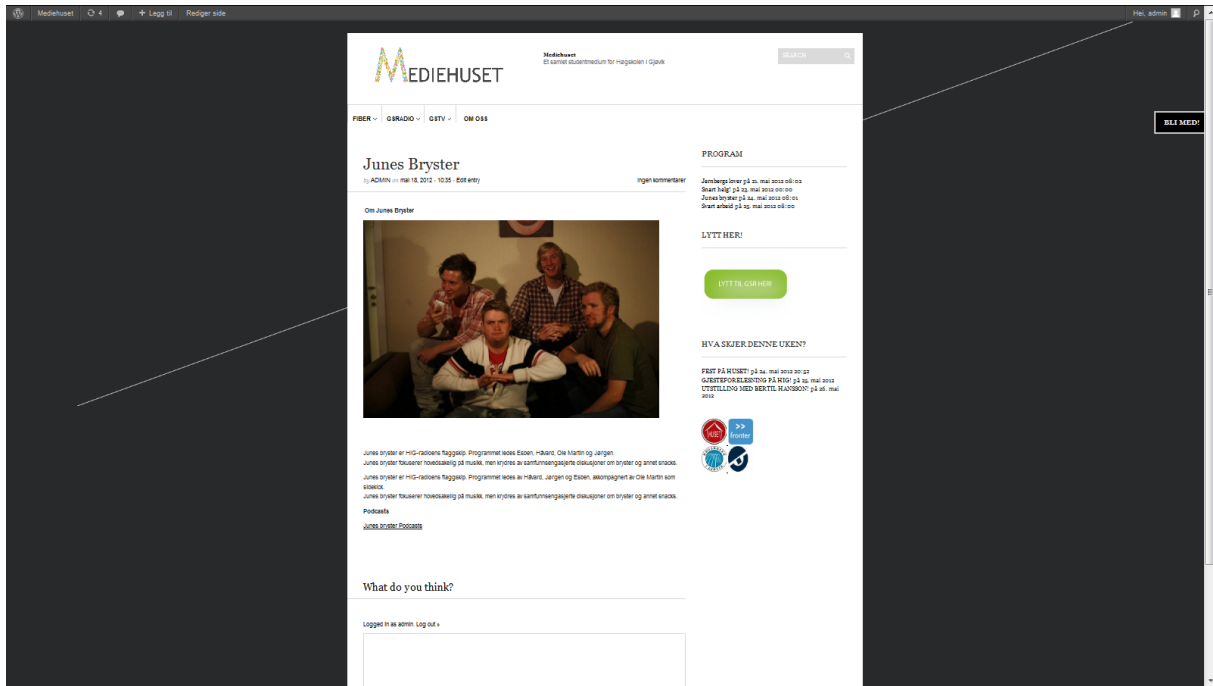 Mediehuset 4 + Legg til Rediger side Hei, admin
MEDIEHUSET
Mediehuset
Et samlet studentmedium for Høgskolen i Gjøvik
SEARCH
FIBER GSRADIO GSTV OM OSS
BLI MED!
Junes Bryster
by ADMIN on mai 18, 2012 - 10:35 - Edit entry Ingen kommentarer
Om Junes Bryster
Junes bryster er HIG-radioens flaggskip. Programmet ledes Esben, Håvard, Ole Martin og Jørgen.
Junes bryster fokuserer hovedsakelig på musikk, men krydres av samfunnsengasjerte diskusjoner om bryster og annet snacks.
Junes bryster er HIG-radioens flaggskip. Programmet ledes av Håvard, Jørgen og Esben, akkompagnert av Ole Martin som
sidekick.
Junes bryster fokuserer hovedsakelig på musikk, men krydres av samfunnsengasjerte diskusjoner om bryster og annet snacks.
Podcasts
Junes bryster Podcasts
What do you think?
Logged in as admin. Log out »
PROGRAM
Jernbergs lover på 21. mai 2012 08:02
Snart helg! på 23. mai 2012 00:00
Junes bryster på 24. mai 2012 08:01
Svart arbeid på 25. mai 2012 08:00
LYTT HER!
LYTT TIL GSR HER!
HVA SKJER DENNE UKEN?
FEST PÅ HUSET! på 24. mai 2012 20:42
GJESTEFORELESNING PÅ HIG! på 25. mai 2012
UTSTILLING MED BERTIL HANSSON! på 26. mai
2012
HUSET >>
fronter